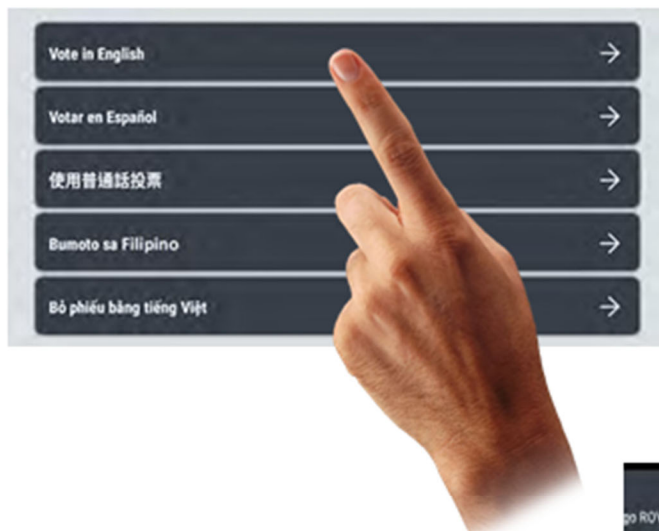 Vote in English
Votar en Español
使用普通話投票
Bumoto sa Filipino
Bỏ phiếu bằng tiếng Việt
go